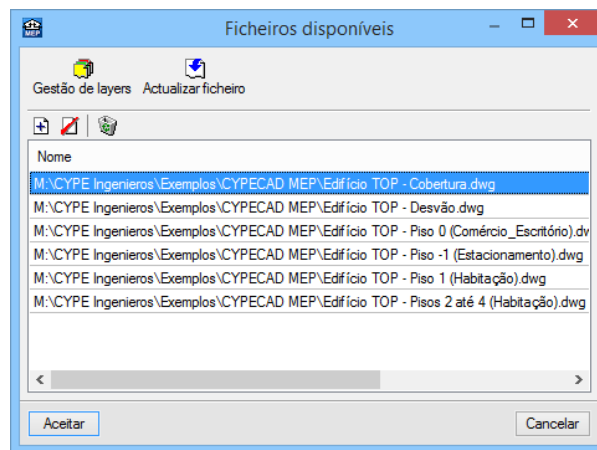 MEP
Ficheiros disponíveis
Gestão de layers Actualizar ficheiro
Nome
M:\CYPE Ingenieros\Exemplos\CYPECAD MEP\Edifício TOP - Cobertura.dwg
M:\CYPE Ingenieros\Exemplos\CYPECAD MEP\Edifício TOP - Desvão.dwg
M:\CYPE Ingenieros\Exemplos\CYPECAD MEP\Edifício TOP - Piso 0 (Comércio_Escritório).dw
M:\CYPE Ingenieros\Exemplos\CYPECAD MEP\Edifício TOP - Piso -1 (Estacionamento).dwg
M:\CYPE Ingenieros\Exemplos\CYPECAD MEP\Edifício TOP - Piso 1 (Habitação).dwg
M:\CYPE Ingenieros\Exemplos\CYPECAD MEP\Edifício TOP - Pisos 2 até 4 (Habitação).dwg
Aceitar Cancelar